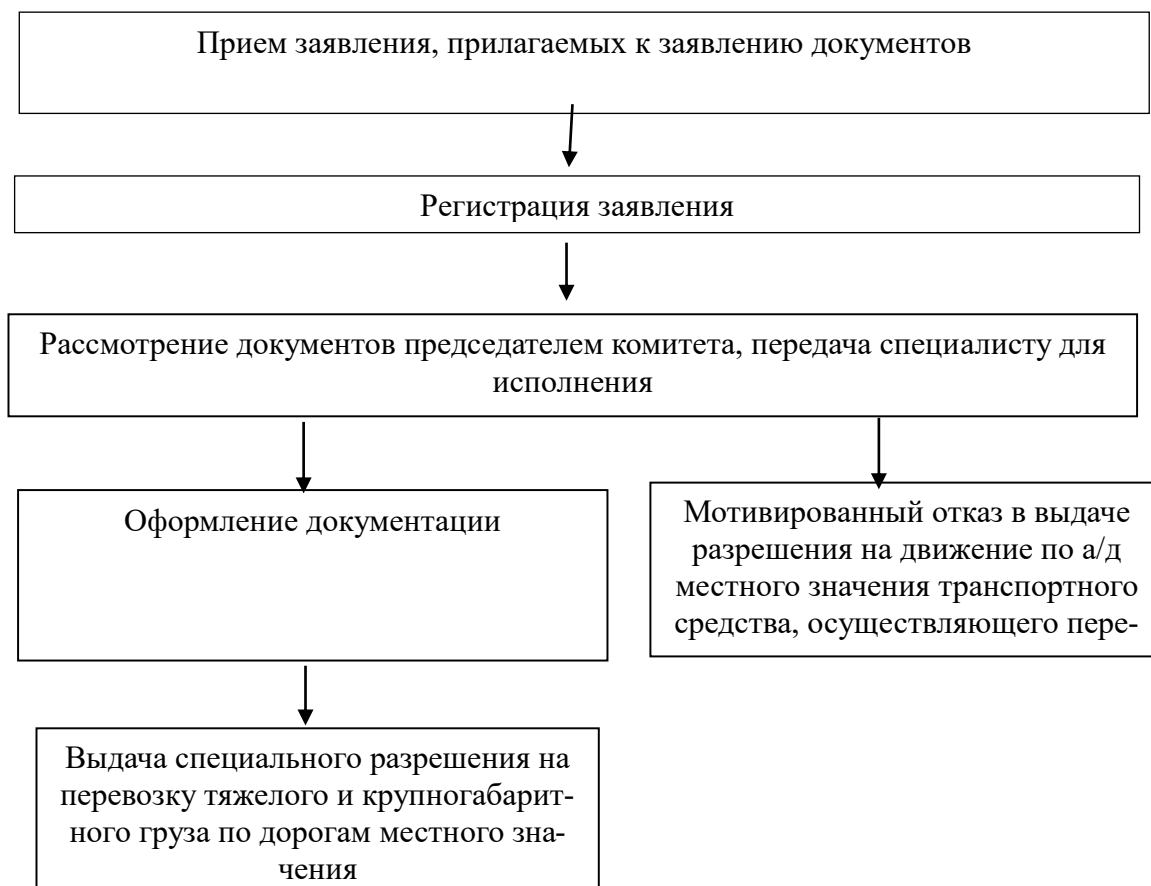 Прием заявления, прилагаемых к заявлению документов
Регистрация заявления
Рассмотрение документов председателем комитета, передача специалисту для
исполнения
Оформление документации
Мотивированный отказ в выдаче
разрешения на движение по а/д
местного значения транспортного
средства, осуществляющего пере-
Выдача специального разрешения на
перевозку тяжелого и крупногабарит-
ного груза по дорогам местного зна-
чения